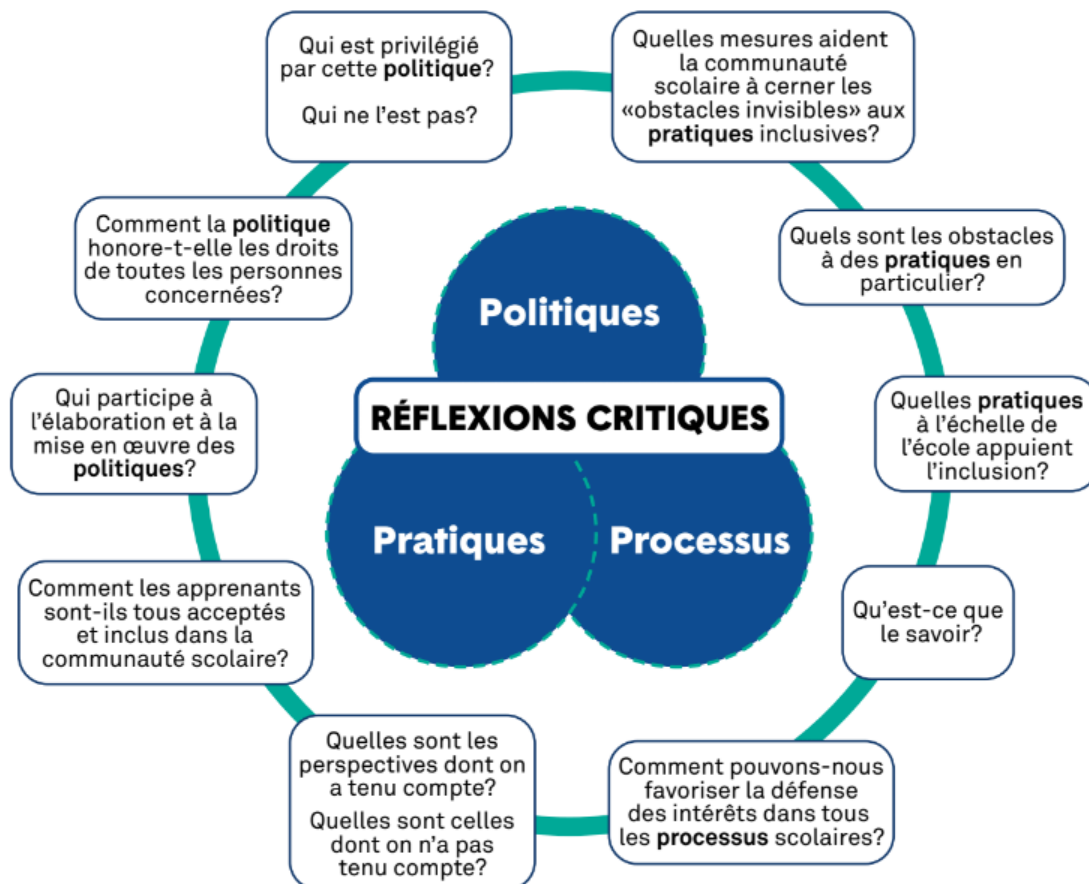 Qui est privilégié
par cette politique?
Qui ne l'est pas?
Quelles mesures aident
la communauté
scolaire à cerner les
«obstacles invisibles» aux
pratiques inclusives?
Quels sont les obstacles
à des pratiques en
particulier?
Quelles pratiques
à l'échelle de
l'école appuient
l'inclusion?
Qu'est-ce que
le savoir?
Comment pouvons-nous
favoriser la défense
des intérêts dans tous
les processus scolaires?
Quelles sont les
perspectives dont on
a tenu compte?
Quelles sont celles
dont on n'a pas
tenu compte?
Comment les apprenants
sont-ils tous acceptés
et inclus dans la
communauté scolaire?
Qui participe à
l'élaboration et à la
mise en œuvre des
politiques?
Comment la politique
honore-t-elle les droits
de toutes les personnes
concernées?
Politiques
RÉFLEXIONS CRITIQUES
Pratiques
Processus